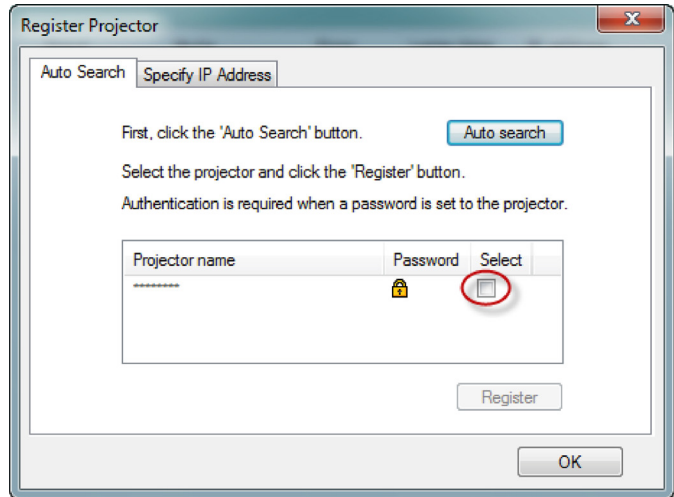 Register Projector
Auto Search Specify IP Address
First, click the 'Auto Search' button. Auto search
Select the projector and click the 'Register' button.
Authentication is required when a password is set to the projector.
Projector name Password Select
********
Register
OK